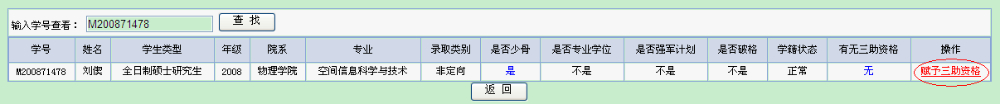 输入学号查看： M200871478 查 找
学号 姓名 学生类型 年级 院系 专业 录取类别 是否少骨 是否专业学位 是否强军计划 是否破格 学籍状态 有无三助资格 操作
M200871478 刘偰 全日制硕士研究生 2008 物理学院 空间信息科学与技术 非定向 是 不是 不是 不是 正常 无 赋予三助资格
返 回